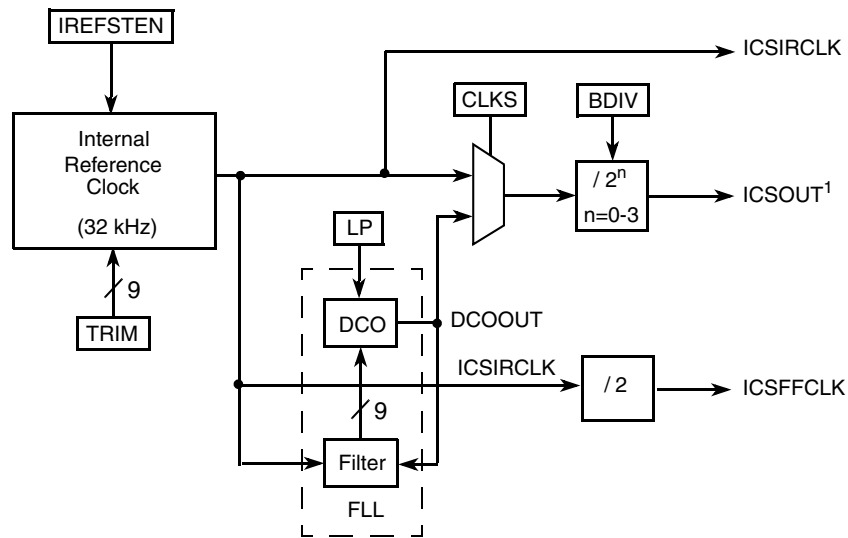 IREFSTEN
ICSIRCLK
CLKS
BDIV
Internal
Reference
Clock
(32 kHz)
/ 2ⁿ
n=0-3
ICSOUT¹
LP
9
TRIM
DCO
DCOOUT
ICSIRCLK
/ 2
ICSFFCLK
9
Filter
FLL